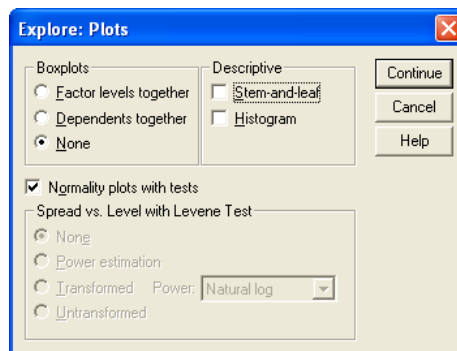 Explore: Plots
Boxplots
Factor levels together
Dependents together
None
Descriptive
Stem-and-leaf
Histogram
Continue
Cancel
Help
Normality plots with tests
Spread vs. Level with Levene Test
None
Power estimation
Transformed Power: Natural log
Untransformed